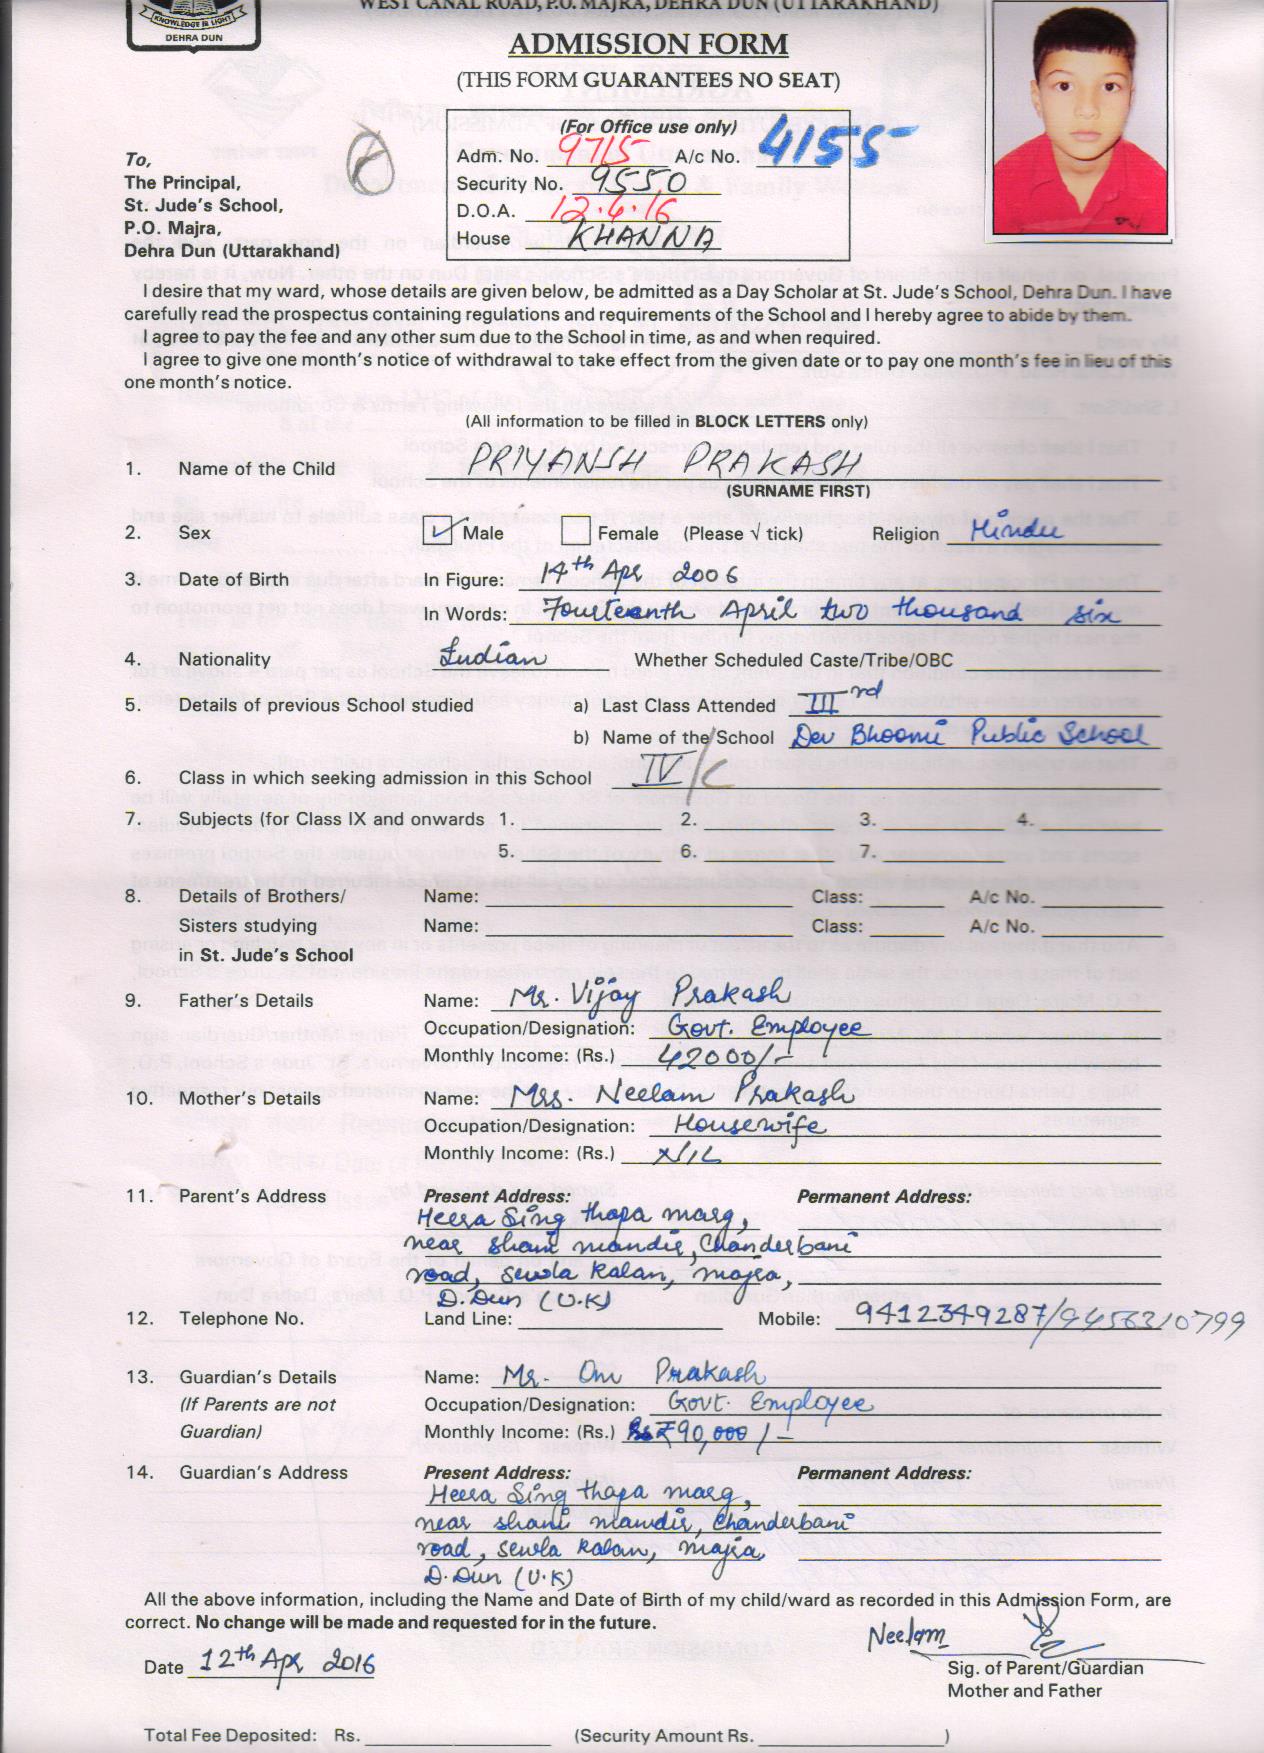 WEST CANAL ROAD, P.O. MAJRA, DEHRA DUN (UTTARAKHAND)
KNOWLEDGE IS LIGHT
DEHRA DUN
ADMISSION FORM
(THIS FORM GUARANTEES NO SEAT)
(For Office use only)
Adm. No. 9715 A/c No. 4155
Security No. 9550
D.O.A. 12.4.16
House KHANNA
To,
The Principal,
St. Jude's School,
P.O. Majra,
Dehra Dun (Uttarakhand)
I desire that my ward, whose details are given below, be admitted as a Day Scholar at St. Jude's School, Dehra Dun. I have
carefully read the prospectus containing regulations and requirements of the School and I hereby agree to abide by them.
I agree to pay the fee and any other sum due to the School in time, as and when required.
I agree to give one month's notice of withdrawal to take effect from the given date or to pay one month's fee in lieu of this
one month's notice.
(All information to be filled in BLOCK LETTERS only)
1. Name of the Child PRIYANSH PRAKASH
(SURNAME FIRST)
2. Sex ✓ Male Female (Please √ tick) Religion Hindu
3. Date of Birth In Figure: 14th Apr 2006
In Words: Fourteenth April two thousand six
4. Nationality Indian Whether Scheduled Caste/Tribe/OBC
5. Details of previous School studied a) Last Class Attended III rd
b) Name of the School Dev Bhoomi Public School
6. Class in which seeking admission in this School IV/C
7. Subjects (for Class IX and onwards 1. 2. 3. 4.
5. 6. 7.
8. Details of Brothers/ Name: Class: A/c No.
Sisters studying Name: Class: A/c No.
in St. Jude's School
9. Father's Details Name: Mr. Vijay Prakash
Occupation/Designation: Govt. Employee
Monthly Income: (Rs.) 42000/-
10. Mother's Details Name: Mrs. Neelam Prakash
Occupation/Designation: Housewife
Monthly Income: (Rs.) NIL
11. Parent's Address Present Address: Permanent Address:
Heera Sing thapa marg,
near shani mandir, Chanderbani
road, sewla kalan, majra,
D.Dun (U.K)
12. Telephone No. Land Line: Mobile: 9412349287/9456310799
13. Guardian's Details Name: Mr. Om Prakash
(If Parents are not Occupation/Designation: Govt. Employee
Guardian) Monthly Income: (Rs.) ₹90,000/-
14. Guardian's Address Present Address: Permanent Address:
Heera Sing thapa marg,
near shani mandir, Chanderbani
road, sewla kalan, majra,
D.Dun (U.K)
All the above information, including the Name and Date of Birth of my child/ward as recorded in this Admission Form, are
correct. No change will be made and requested for in the future.
Neelam
Date 12th Apr 2016
Sig. of Parent/Guardian
Mother and Father
Total Fee Deposited: Rs. (Security Amount Rs. )